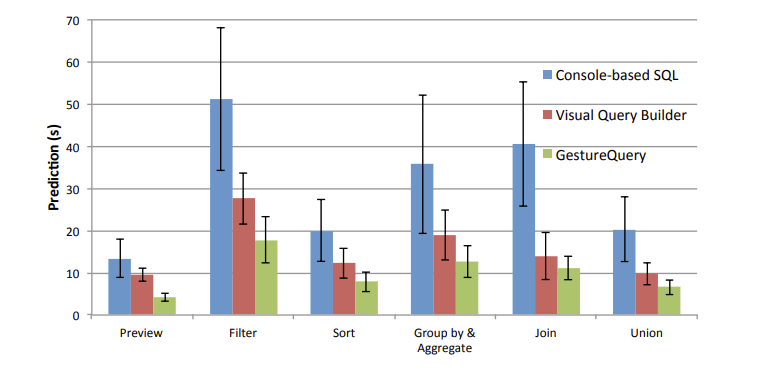 70
60
50
40
30
20
10
0
Prediction (s)
Console-based SQL
Visual Query Builder
GestureQuery
Preview
Filter
Sort
Group by &
Aggregate
Join
Union